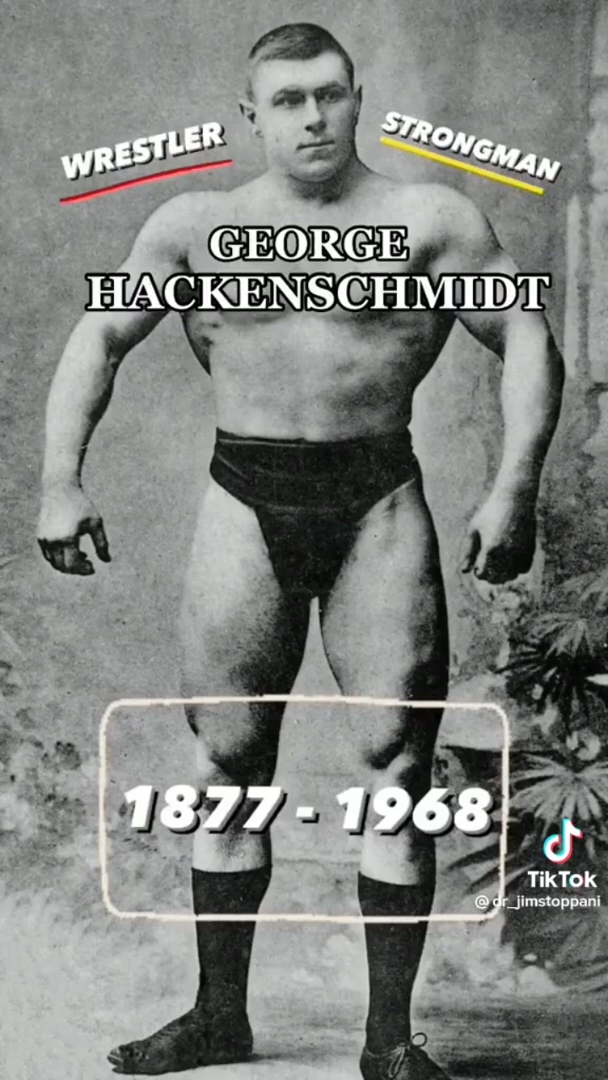 WRESTLER
STRONGMAN
GEORGE
HACKENSCHMIDT
1877 - 1968
TikTok
@ dr_jimstoppani